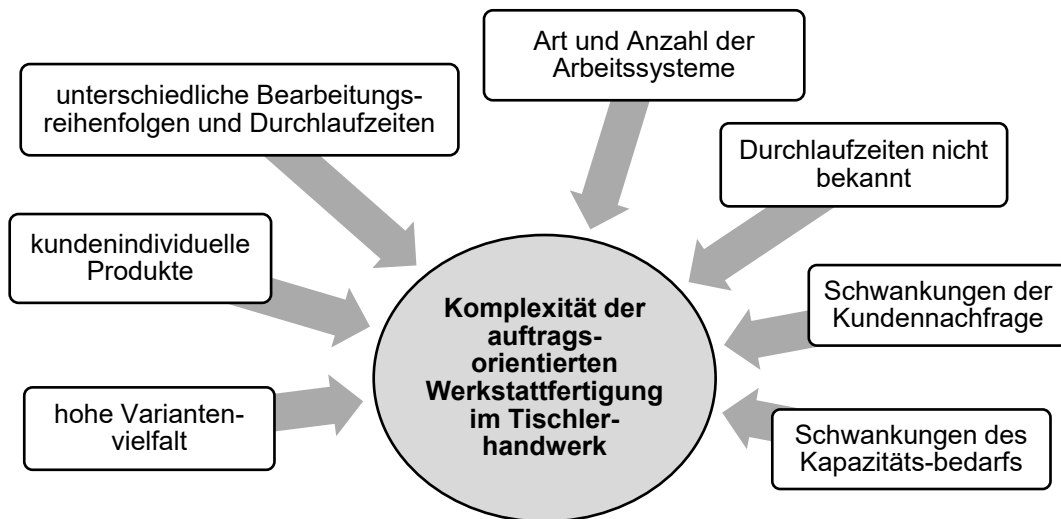 Art und Anzahl der
Arbeitssysteme
unterschiedliche Bearbeitungs-
reihenfolgen und Durchlaufzeiten
Durchlaufzeiten nicht
bekannt
kundenindividuelle
Produkte
Komplexität der
auftrags-
orientierten
Werkstattfertigung
im Tischler-
handwerk
Schwankungen der
Kundennachfrage
hohe Varianten-
vielfalt
Schwankungen des
Kapazitäts-bedarfs